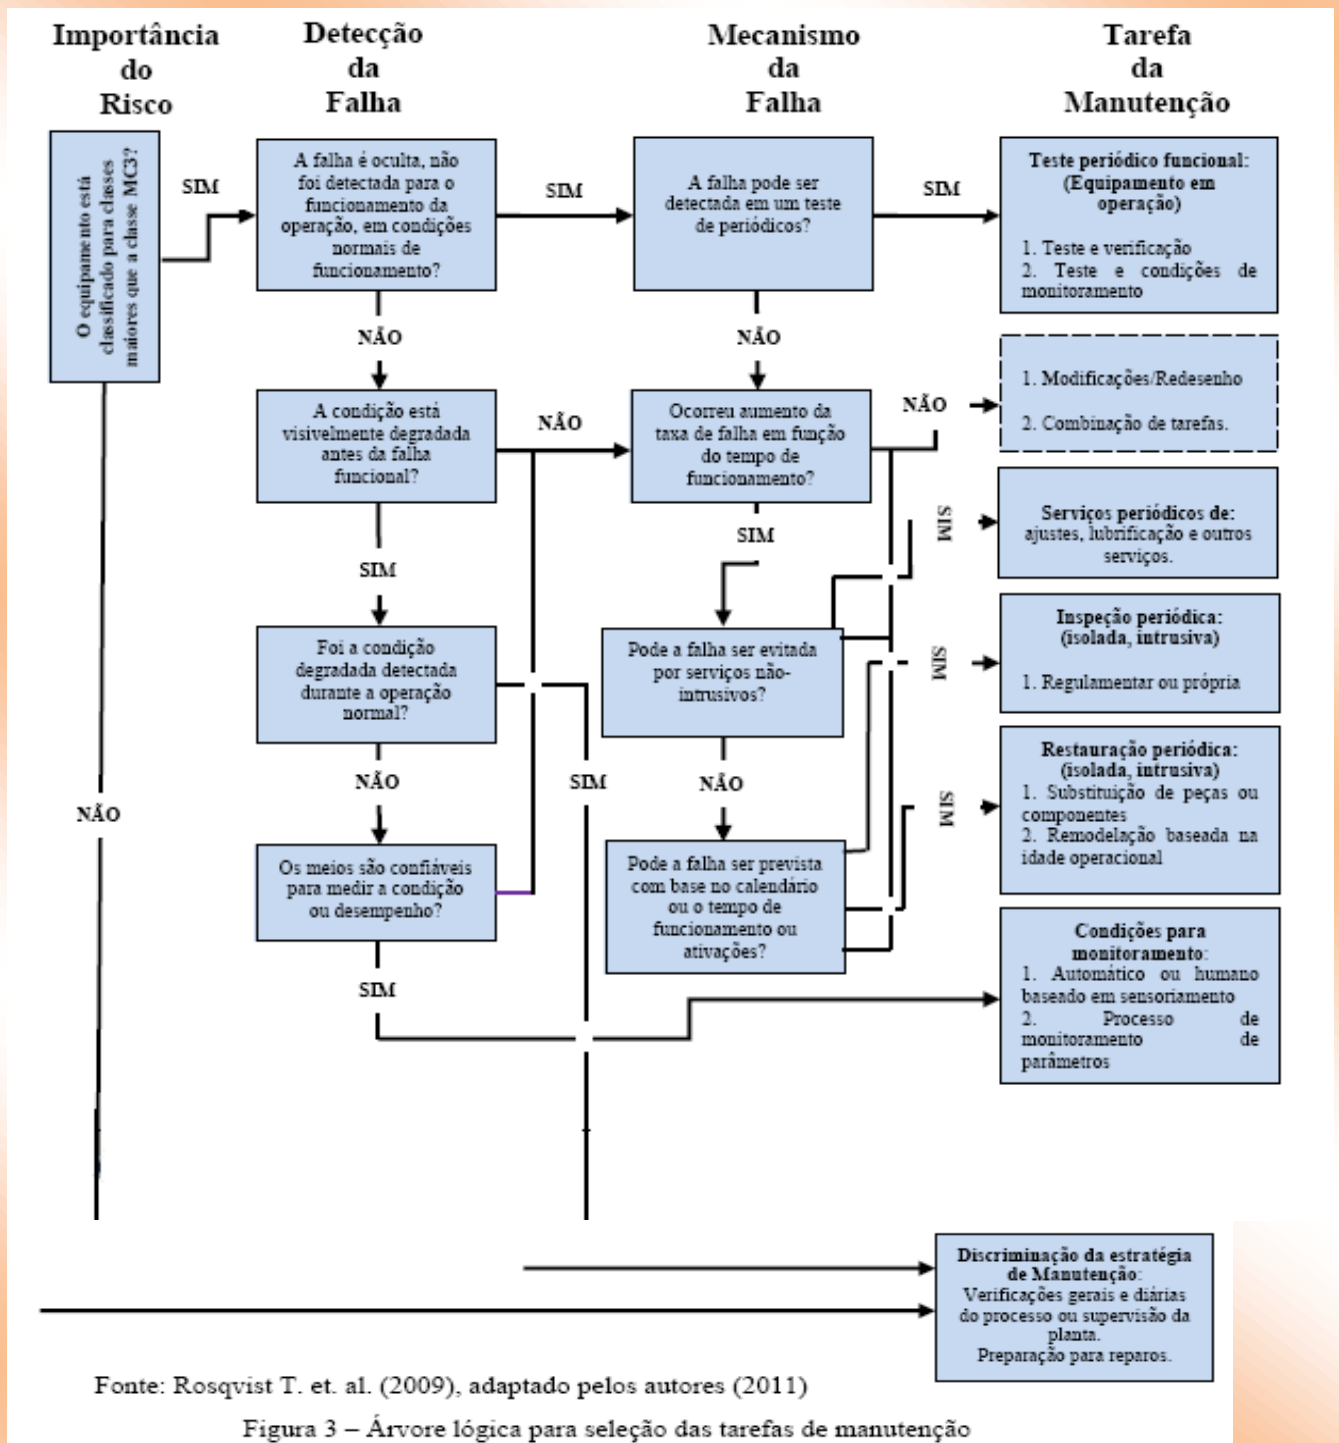 Importância
do
Risco
Detecção
da
Falha
Mecanismo
da
Falha
Tarefa
da
Manutenção
O equipamento está
classificado para classes
maiores que a classe MC3?
SIM
A falha é oculta, não
foi detectada para o
funcionamento da
operação, em condições
normais de
funcionamento?
SIM
A falha pode ser
detectada em um teste
de periódicos?
SIM
Teste periódico funcional:
(Equipamento em
operação)
1. Teste e verificação
2. Teste e condições de
monitoramento
NÃO
NÃO
A condição está
visivelmente degradada
antes da falha
funcional?
NÃO
Ocorreu aumento da
taxa de falha em função
do tempo de
funcionamento?
NÃO
1. Modificações/Redesenho
2. Combinação de tarefas.
SIM
SIM
SIM
Serviços periódicos de:
ajustes, lubrificação e outros
serviços.
Foi a condição
degradada detectada
durante a operação
normal?
Pode a falha ser evitada
por serviços não-
intrusivos?
SIM
Inspeção periódica:
(isolada, intrusiva)
1. Regulamentar ou própria
NÃO
NÃO
SIM
NÃO
SIM
Restauração periódica:
(isolada, intrusiva)
1. Substituição de peças ou
componentes
2. Remodelação baseada na
idade operacional
Os meios são confiáveis
para medir a condição
ou desempenho?
Pode a falha ser prevista
com base no calendário
ou o tempo de
funcionamento ou
ativações?
SIM
Condições para
monitoramento:
1. Automático ou humano
baseado em sensoriamento
2. Processo de
monitoramento de
parâmetros
Discriminação da estratégia
de Manutenção:
Verificações gerais e diárias
do processo ou supervisão da
planta.
Preparação para reparos.
Fonte: Rosqvist T. et. al. (2009), adaptado pelos autores (2011)
Figura 3 – Árvore lógica para seleção das tarefas de manutenção